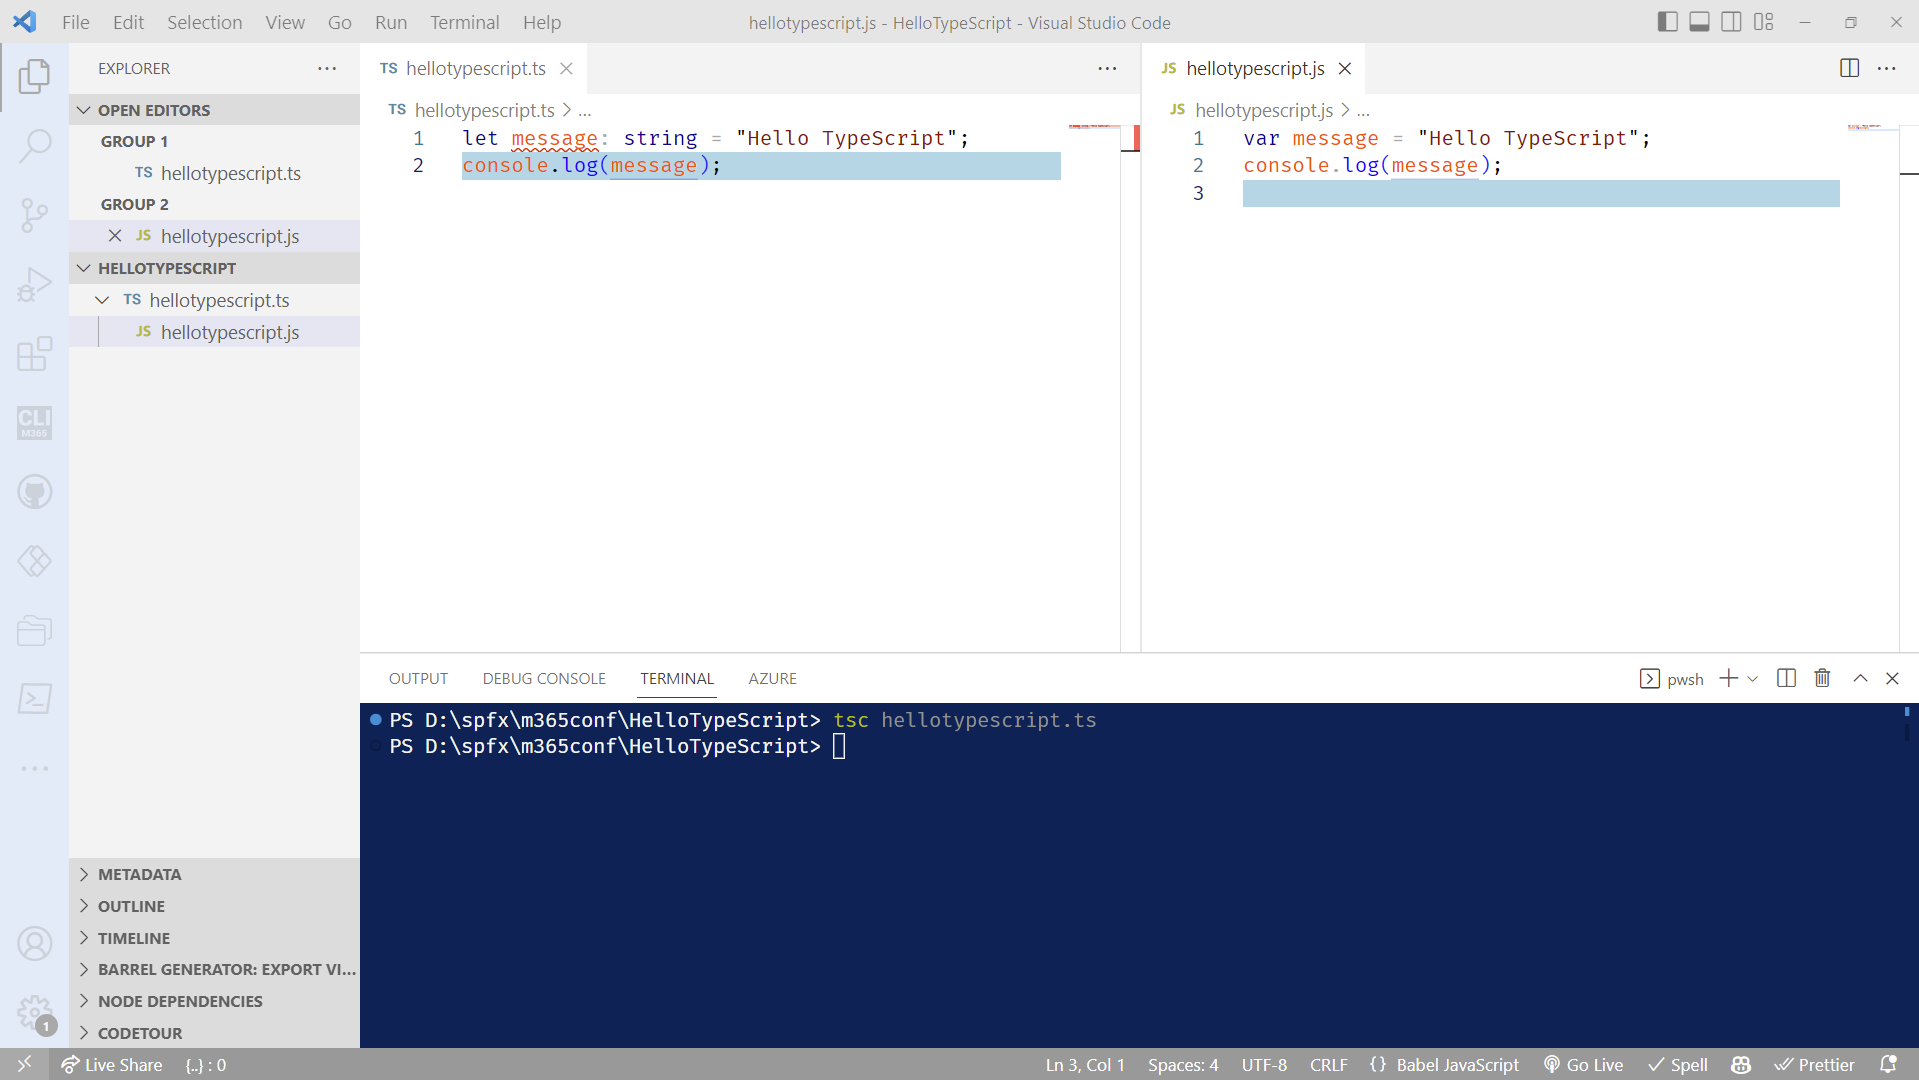 File Edit Selection View Go Run Terminal Help hellotypescript.js - HelloTypeScript - Visual Studio Code
EXPLORER
OPEN EDITORS
GROUP 1
TS hellotypescript.ts
GROUP 2
JS hellotypescript.js
HELLOTYPESCRIPT
TS hellotypescript.ts
JS hellotypescript.js
CLI
M365
METADATA
OUTLINE
TIMELINE
BARREL GENERATOR: EXPORT VI...
NODE DEPENDENCIES
CODETOUR
1
TS hellotypescript.ts
TS hellotypescript.ts > ...
1 let message: string = "Hello TypeScript";
2 console.log(message);
JS hellotypescript.js
JS hellotypescript.js > ...
1 var message = "Hello TypeScript";
2 console.log(message);
3
OUTPUT DEBUG CONSOLE TERMINAL AZURE pwsh
PS D:\spfx\m365conf\HelloTypeScript> tsc hellotypescript.ts
PS D:\spfx\m365conf\HelloTypeScript>
Live Share {..} : 0 Ln 3, Col 1 Spaces: 4 UTF-8 CRLF {} Babel JavaScript Go Live Spell Prettier